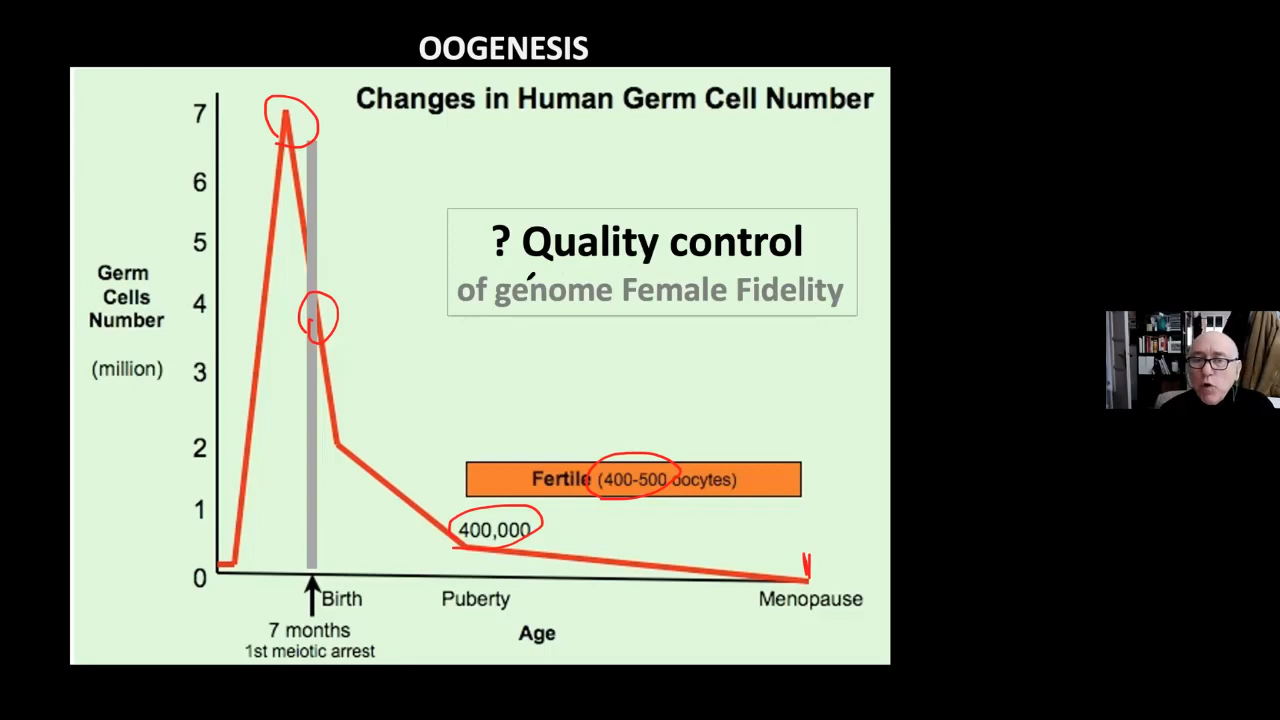 OOGENESIS
Changes in Human Germ Cell Number
7
6
5
4
3
2
1
0
Germ
Cells
Number
(million)
? Quality control
of genome Female Fidelity
Fertile (400-500 oocytes)
400,000
Birth
Puberty
Menopause
7 months
1st meiotic arrest
Age